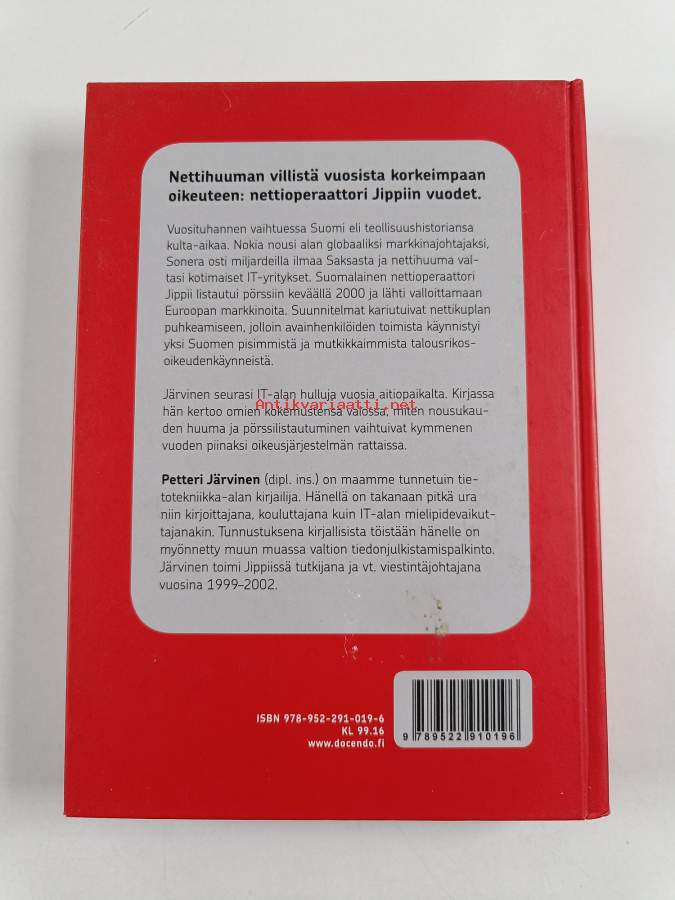 Nettihuuman villistä vuosista korkeimpaan
oikeuteen: nettioperaattori Jippiin vuodet.
Vuosituhannen vaihtuessa Suomi eli teollisuushistoriansa
kulta-aikaa. Nokia nousi alan globaaliksi markkinajohtajaksi,
Sonera osti miljardeilla ilmaa Saksasta ja nettihuuma val-
tasi kotimaiset IT-yritykset. Suomalainen nettioperaattori
Jippii listautui pörssiin keväällä 2000 ja lähti valloittamaan
Euroopan markkinoita. Suunnitelmat kariutuivat nettikuplan
puhkeamiseen, jolloin avainhenkilöiden toimista käynnistyi
yksi Suomen pisimmistä ja mutkikkaimmista talousrikos-
oikeudenkäynneistä.
Järvinen seurasi IT-alan hulluja vuosia aitiopaikalta. Kirjassa
Antikvariaatti.net
hän kertoo omien kokemustensa valossa, miten nousukau-
den huuma ja pörssilistautuminen vaihtuivat kymmenen
vuoden piinaksi oikeusjärjestelmän rattaissa.
Petteri Järvinen (dipl. ins.) on maamme tunnetuin tie-
totekniikka-alan kirjailija. Hänellä on takanaan pitkä ura
niin kirjoittajana, kouluttajana kuin IT-alan mielipidevaikut-
tajanakin. Tunnustuksena kirjallisista töistään hänelle on
myönnetty muun muassa valtion tiedonjulkistamispalkinto.
Järvinen toimi Jippiissä tutkijana ja vt. viestintäjohtajana
vuosina 1999–2002.
ISBN 978-952-291-019-6
KL 99.16
www.docendo.fi
9 789522 910196